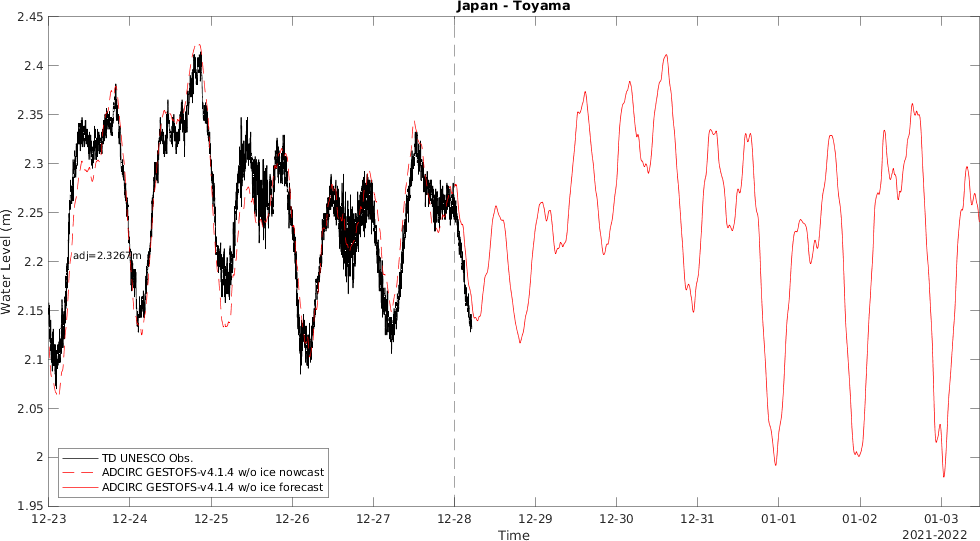 Japan - Toyama
Water Level (m)
2.45
2.4
2.35
2.3
2.25
2.2
2.15
2.1
2.05
2
1.95
adj=2.3267m
TD UNESCO Obs.
ADCIRC GESTOFS-v4.1.4 w/o ice nowcast
ADCIRC GESTOFS-v4.1.4 w/o ice forecast
12-23 12-24 12-25 12-26 12-27 12-28 12-29 12-30 12-31 01-01 01-02 01-03
Time
2021-2022